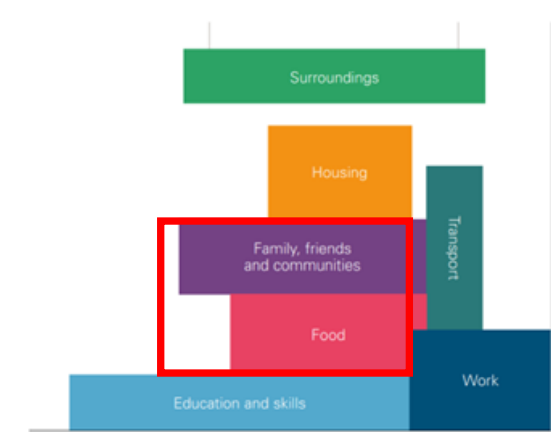 Surroundings
Housing
Transport
Family, friends
and communities
Food
Work
Education and skills